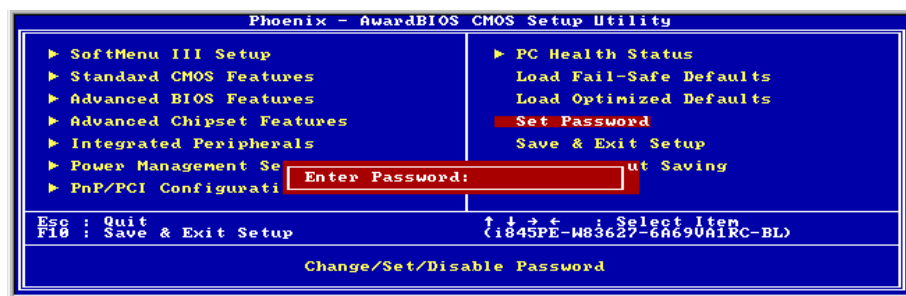 Phoenix - AwardBIOS CMOS Setup Utility
► SoftMenu III Setup
► Standard CMOS Features
► Advanced BIOS Features
► Advanced Chipset Features
► Integrated Peripherals
► Power Management Se
► PnP/PCI Configurati
► PC Health Status
Load Fail-Safe Defaults
Load Optimized Defaults
Set Password
Save & Exit Setup
ut Saving
Enter Password:
Esc : Quit
F10 : Save & Exit Setup
↑ ↓ → ← : Select Item
(i845PE-W83627-6A69VA1RC-BL)
Change/Set/Disable Password